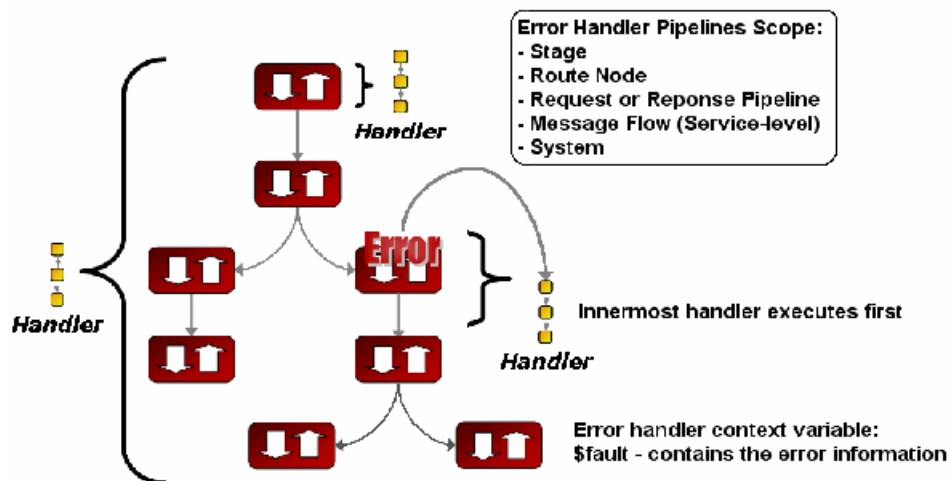 Error Handler Pipelines Scope:
- Stage
- Route Node
- Request or Reponse Pipeline
- Message Flow (Service-level)
- System
Handler
Error
Handler
Innermost handler executes first
Handler
Error handler context variable:
$fault - contains the error information